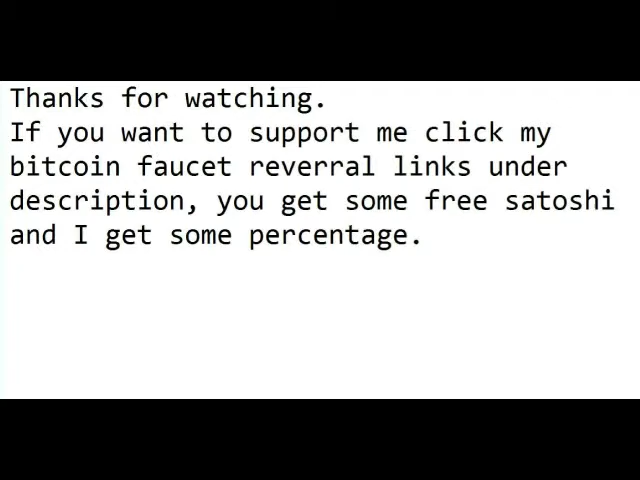 Thanks for watching.
If you want to support me click my
bitcoin faucet reverral links under
description, you get some free satoshi
and I get some percentage.